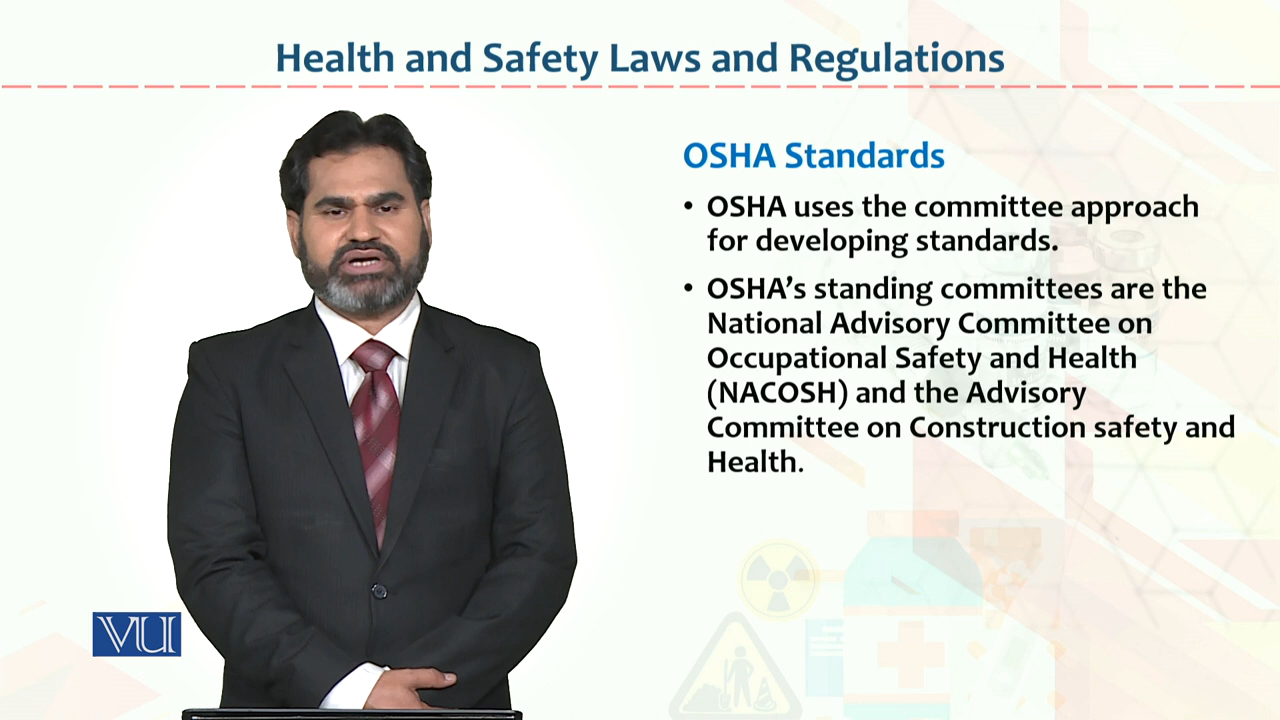 Health and Safety Laws and Regulations
OSHA Standards
• OSHA uses the committee approach
for developing standards.
• OSHA’s standing committees are the
National Advisory Committee on
Occupational Safety and Health
(NACOSH) and the Advisory
Committee on Construction safety and
Health.
VU